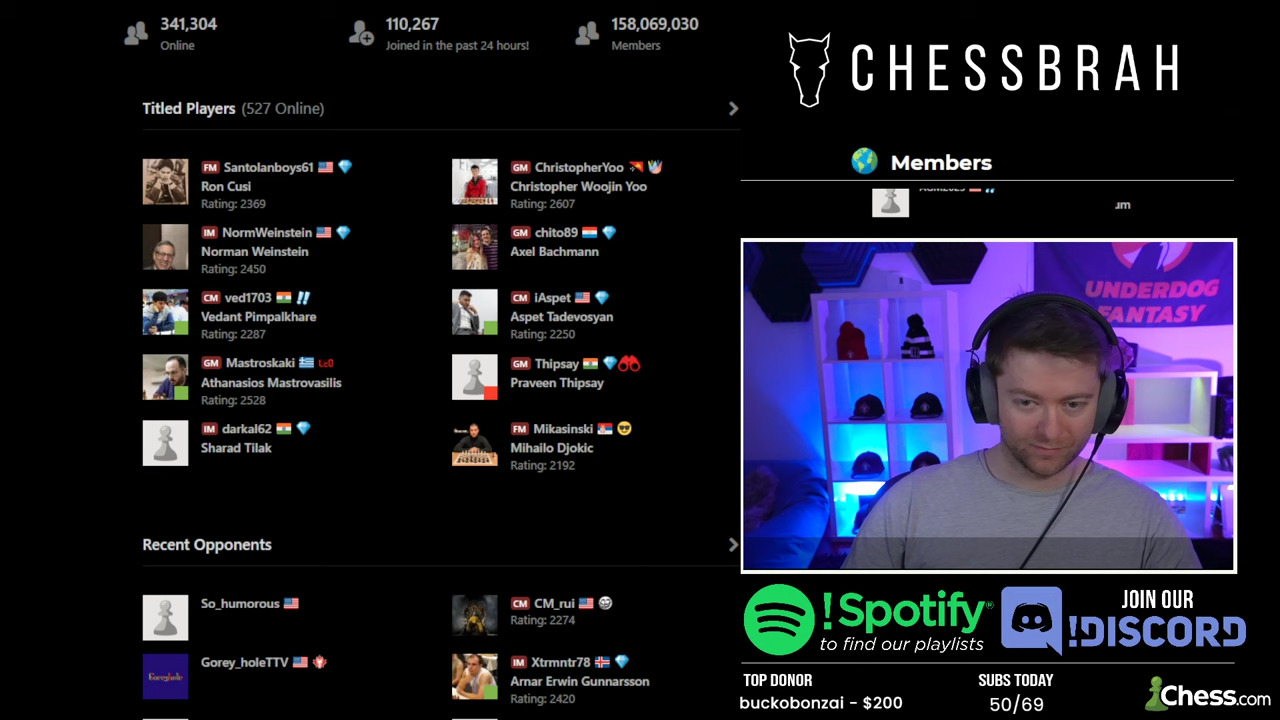 341,304
Online
110,267
Joined in the past 24 hours!
158,069,030
Members
Titled Players (527 Online)
FM Santolanboys61
Ron Cusi
Rating: 2369
GM ChristopherYoo
Christopher Woojin Yoo
Rating: 2607
IM NormWeinstein
Norman Weinstein
Rating: 2450
GM chito89
Axel Bachmann
CM ved1703
Vedant Pimpalkhare
Rating: 2287
CM iAspet
Aspet Tadevosyan
Rating: 2250
GM Mastroskaki
Athanasios Mastrovasilis
Rating: 2528
GM Thipsay
Praveen Thipsay
IM darkal62
Sharad Tilak
FM Mikasinski
Mihailo Djokic
Rating: 2192
Recent Opponents
So_humorous
CM CM_rui
Rating: 2274
Gorey_holeTTV
IM Xtrmntr78
Arnar Erwin Gunnarsson
Rating: 2420
CHESSBRAH
Members
UNDERDOG
FANTASY
!Spotify®
to find our playlists
JOIN OUR
!DISCORD
TOP DONOR
buckobonzai - $200
SUBS TODAY
50/69
Chess.com